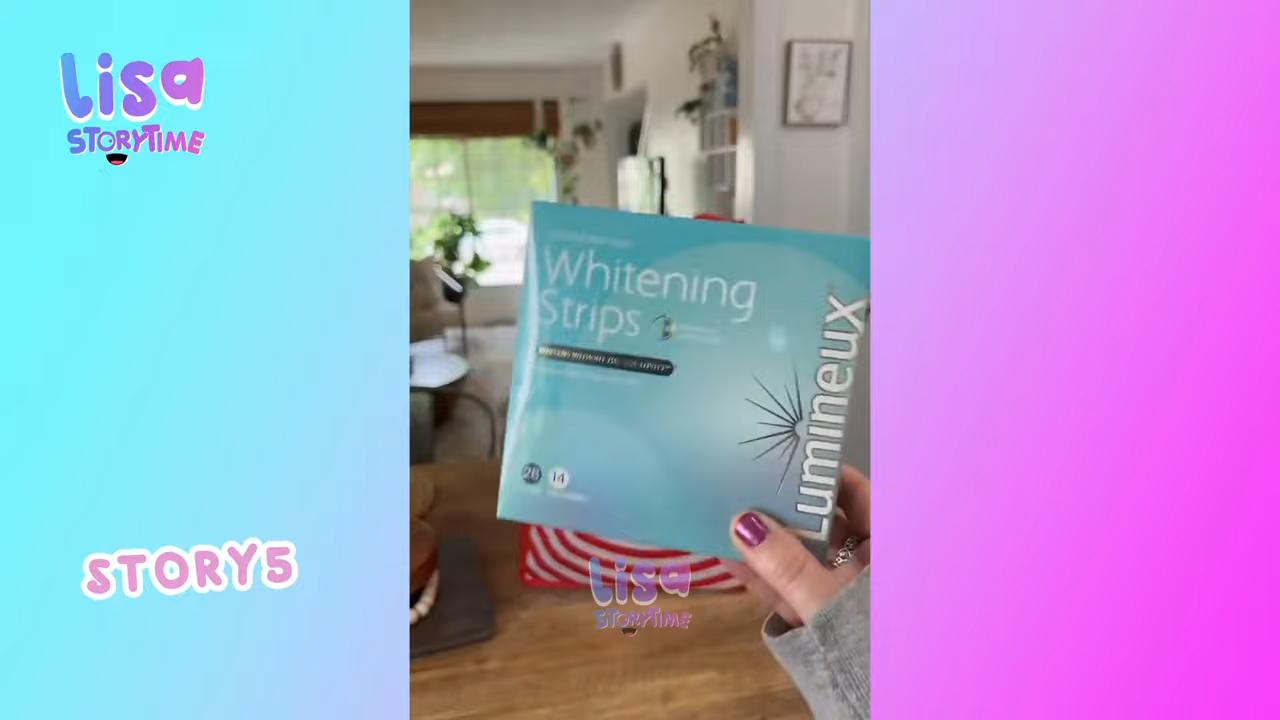 Lisa
STORYTIME
Whitening
Strips
28
14
Lumineux
STORY5
Lisa
STORYTIME